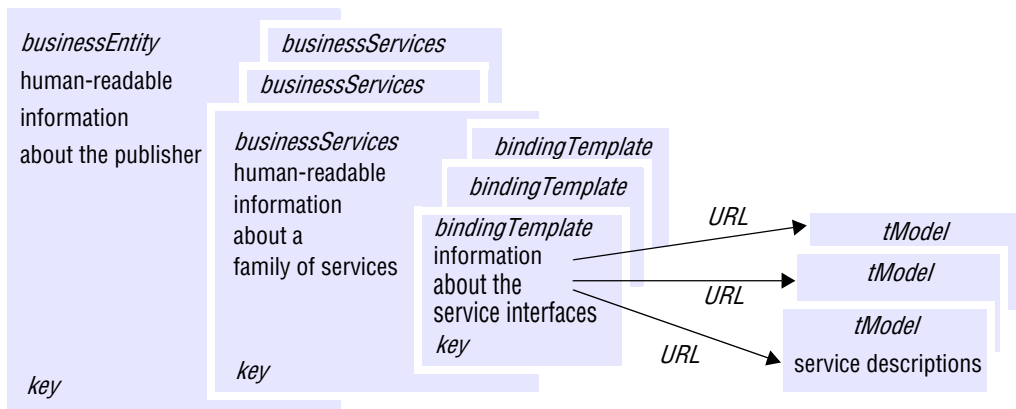 businessEntity
human-readable
information
about the publisher
key
businessServices
businessServices
businessServices
human-readable
information
about a
family of services
key
bindingTemplate
bindingTemplate
bindingTemplate
information
about the
service interfaces
key
URL
URL
URL
tModel
tModel
tModel
service descriptions